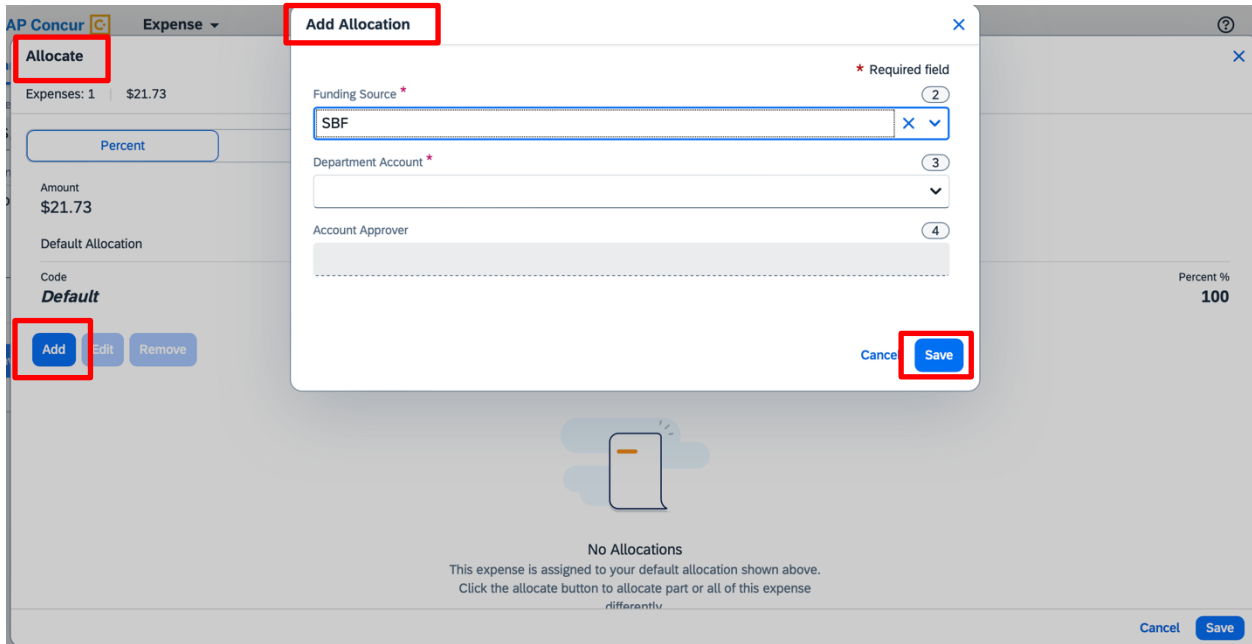 AP Concur C. Expense
Allocate
Expenses: 1 $21.73
Percent
Amount
$21.73
Default Allocation
Code
Default
Percent %
100
Add Edit Remove
Add Allocation
* Required field
Funding Source *
2
SBF
Department Account *
3
Account Approver
4
Cancel Save
No Allocations
This expense is assigned to your default allocation shown above.
Click the allocate button to allocate part or all of this expense
differently.
Cancel Save